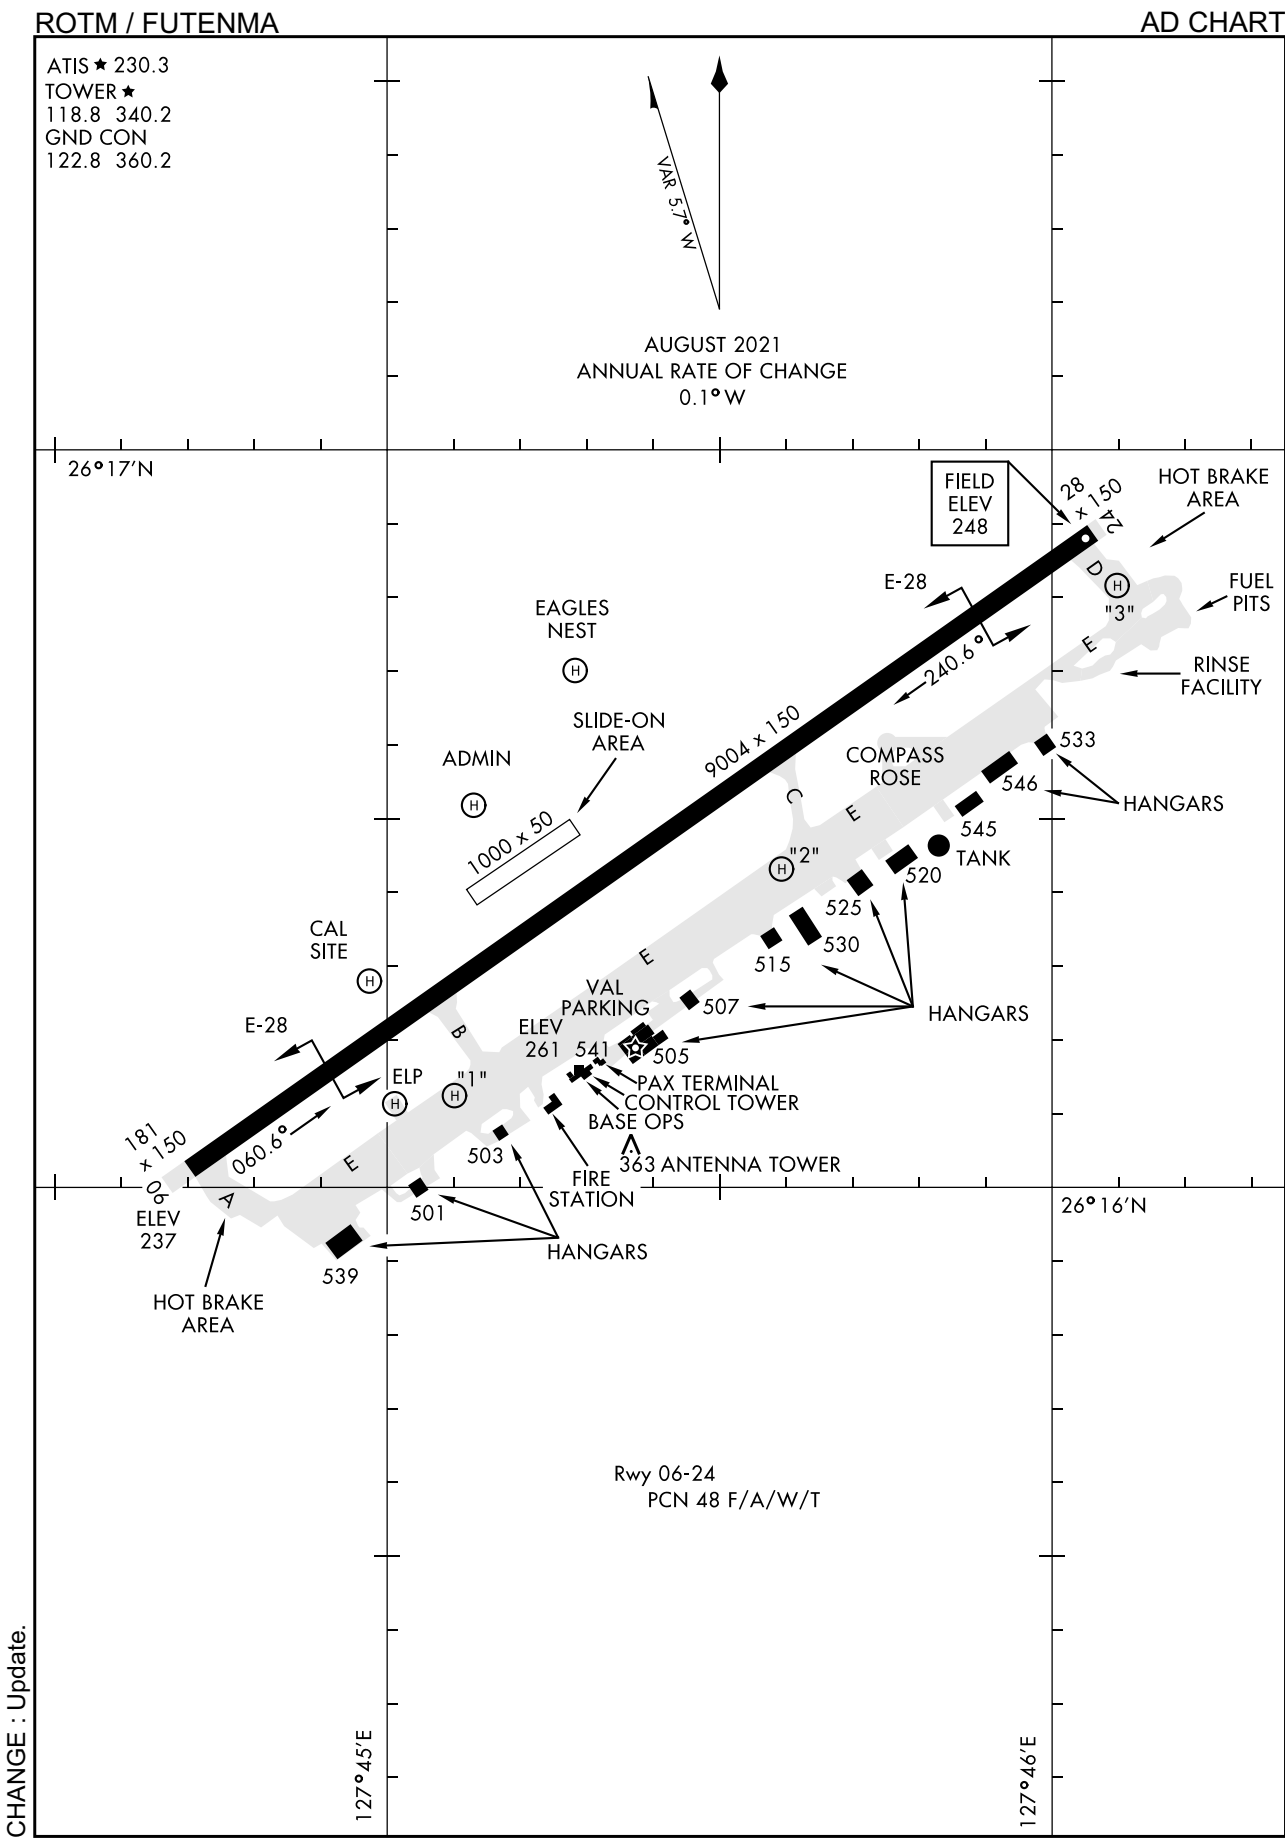 ROTM / FUTENMA
AD CHART
ATIS ★ 230.3
TOWER ★
118.8 340.2
GND CON
122.8 360.2
VAR 5.7° W
AUGUST 2021
ANNUAL RATE OF CHANGE
0.1° W
26° 17'N
FIELD
ELEV
248
28
x 150
24
HOT BRAKE
AREA
E-28
D
H
"3"
FUEL
PITS
EAGLES
NEST
H
E
240.6°
RINSE
FACILITY
SLIDE-ON
AREA
9004 x 150
ADMIN
H
COMPASS
ROSE
533
546
HANGARS
C
E
1000 x 50
545
TANK
"2"
H
520
525
530
515
CAL
SITE
H
E
VAL
PARKING
507
HANGARS
E-28
B
ELEV
261
541
505
ELP
H
"1"
H
PAX TERMINAL
CONTROL TOWER
BASE OPS
181
x 150
06
060.6°
503
363 ANTENNA TOWER
E
FIRE
STATION
A
ELEV
237
501
26° 16'N
HANGARS
539
HOT BRAKE
AREA
Rwy 06-24
PCN 48 F/A/W/T
127° 45'E
127° 46'E
CHANGE : Update.